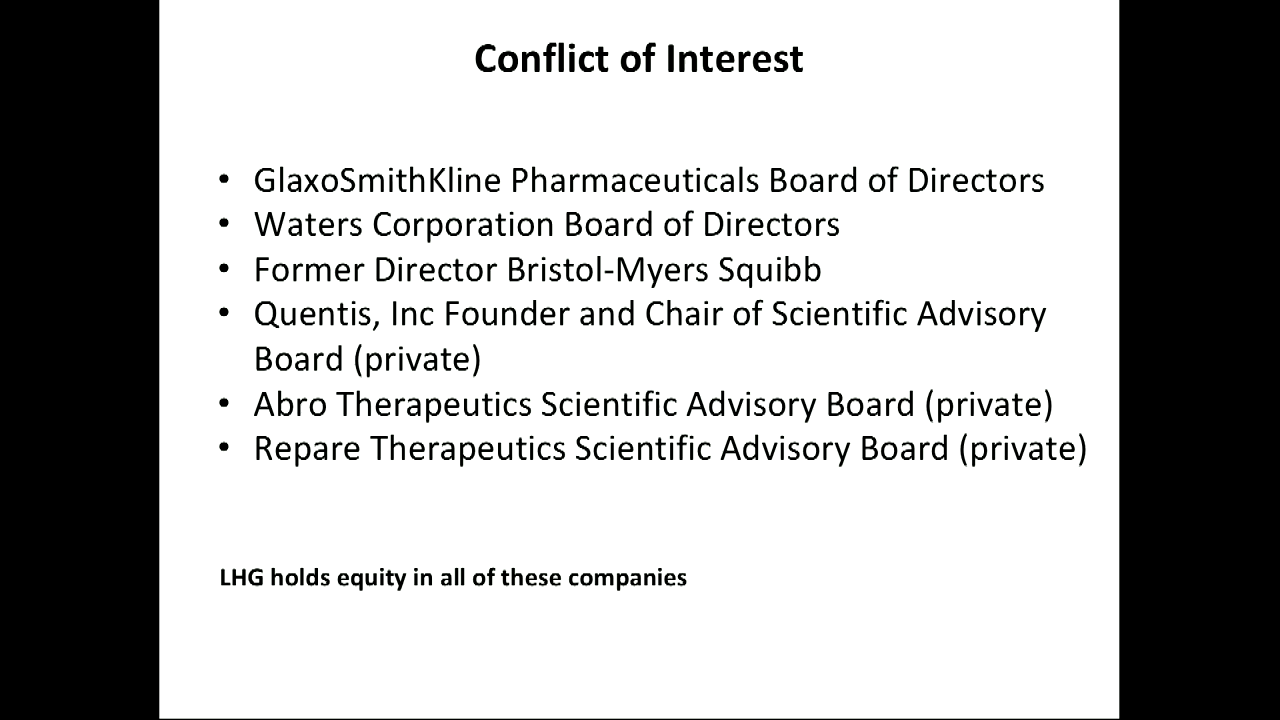 Conflict of Interest
• GlaxoSmithKline Pharmaceuticals Board of Directors
• Waters Corporation Board of Directors
• Former Director Bristol-Myers Squibb
• Quentis, Inc Founder and Chair of Scientific Advisory
Board (private)
• Abro Therapeutics Scientific Advisory Board (private)
• Repare Therapeutics Scientific Advisory Board (private)
LHG holds equity in all of these companies